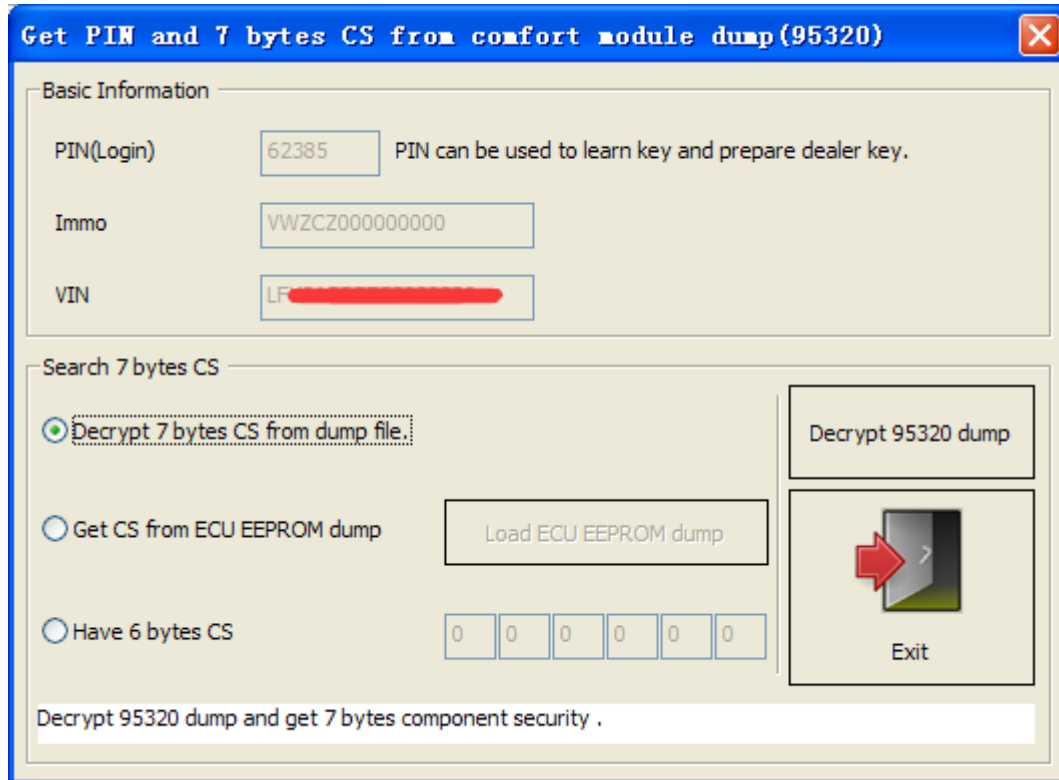 Get PIN and 7 bytes CS from comfort module dump(95320)
Basic Information
PIN(Login) 62385 PIN can be used to learn key and prepare dealer key.
Immo VWZCZ000000000
VIN LF
Search 7 bytes CS
Decrypt 7 bytes CS from dump file.
Decrypt 95320 dump
Get CS from ECU EEPROM dump Load ECU EEPROM dump
Have 6 bytes CS 0 0 0 0 0 0
Exit
Decrypt 95320 dump and get 7 bytes component security .